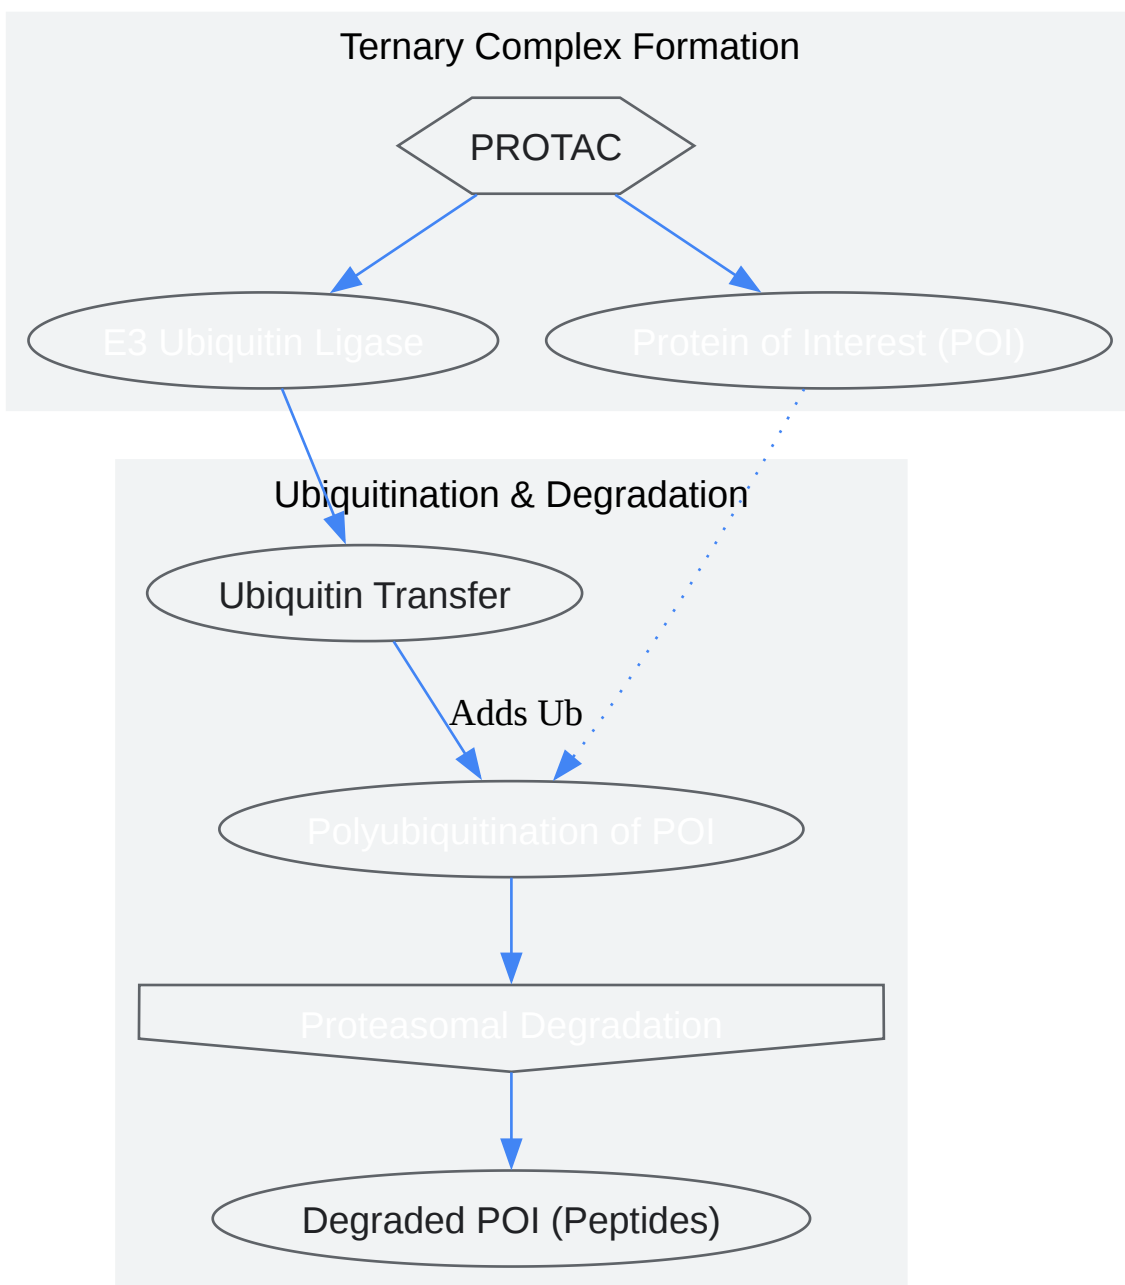 Ternary Complex Formation
PROTAC
E3 Ubiquitin Ligase
Protein of Interest (POI)
Ubiquitination & Degradation
Ubiquitin Transfer
Adds Ub
Polyubiquitination of POI
Proteasomal Degradation
Degraded POI (Peptides)